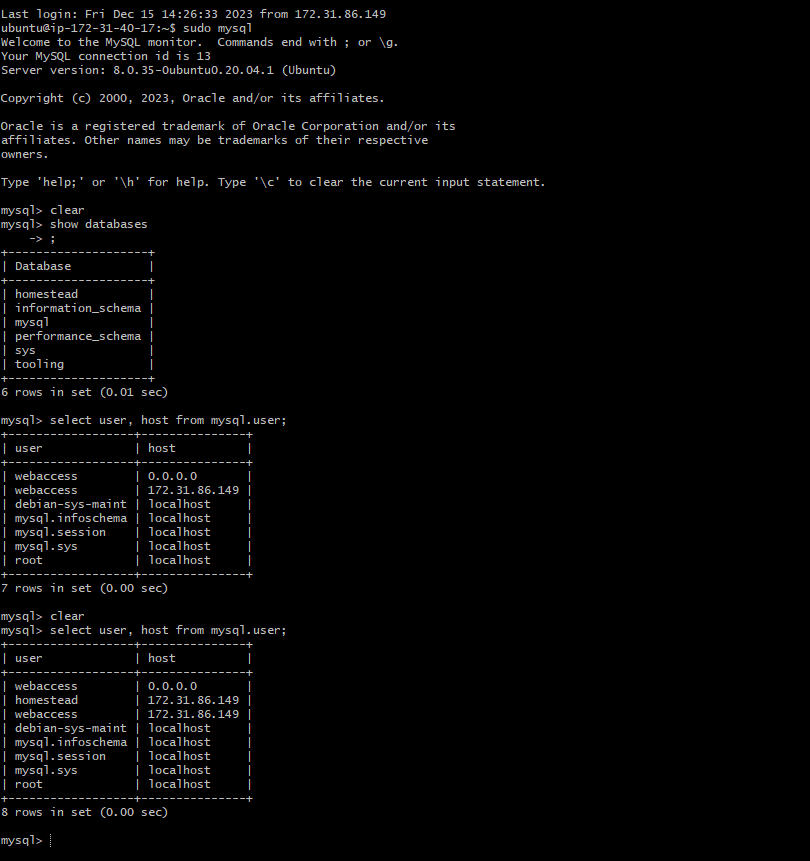 Last login: Fri Dec 15 14:26:33 2023 from 172.31.86.149
ubuntu@ip-172-31-40-17:~$ sudo mysql
Welcome to the MySQL monitor.  Commands end with ; or \g.
Your MySQL connection id is 13
Server version: 8.0.35-0ubuntu0.20.04.1 (Ubuntu)

Copyright (c) 2000, 2023, Oracle and/or its affiliates.

Oracle is a registered trademark of Oracle Corporation and/or its
affiliates. Other names may be trademarks of their respective
owners.

Type 'help;' or '\h' for help. Type '\c' to clear the current input statement.

mysql> clear
mysql> show databases
    -> ;
+--------------------+
| Database           |
+--------------------+
| homestead          |
| information_schema |
| mysql              |
| performance_schema |
| sys                |
| tooling            |
+--------------------+
6 rows in set (0.01 sec)

mysql> select user, host from mysql.user;
+------------------+---------------+
| user             | host          |
+------------------+---------------+
| webaccess        | 0.0.0.0       |
| webaccess        | 172.31.86.149 |
| debian-sys-maint | localhost     |
| mysql.infoschema | localhost     |
| mysql.session    | localhost     |
| mysql.sys        | localhost     |
| root             | localhost     |
+------------------+---------------+
7 rows in set (0.00 sec)

mysql> clear
mysql> select user, host from mysql.user;
+------------------+---------------+
| user             | host          |
+------------------+---------------+
| webaccess        | 0.0.0.0       |
| homestead        | 172.31.86.149 |
| webaccess        | 172.31.86.149 |
| debian-sys-maint | localhost     |
| mysql.infoschema | localhost     |
| mysql.session    | localhost     |
| mysql.sys        | localhost     |
| root             | localhost     |
+------------------+---------------+
8 rows in set (0.00 sec)

mysql>